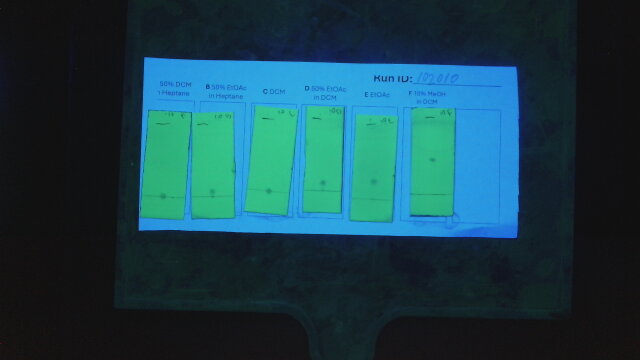 Run ID: 102010
50% DCM
in Heptane
B 50% EtOAc
in Heptane
C DCM
D 50% EtOAc
in DCM
E EtOAc
F 10% MeOH
in DCM